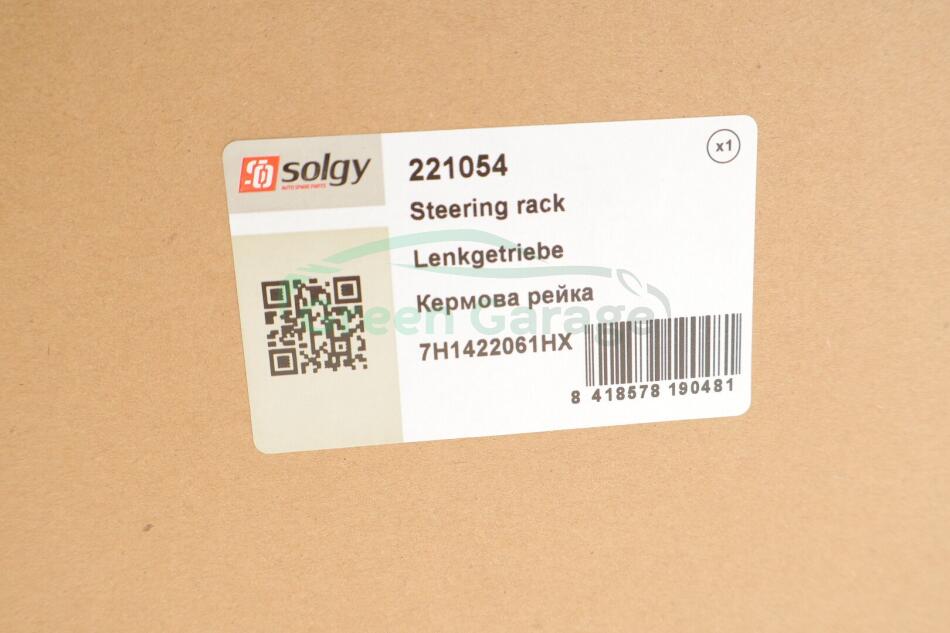 solgy
AUTO SPARE PARTS
221054
x1
Steering rack
Lenkgetriebe
Кермова рейка
Green Garage
7H1422061HX
8 418578 190481